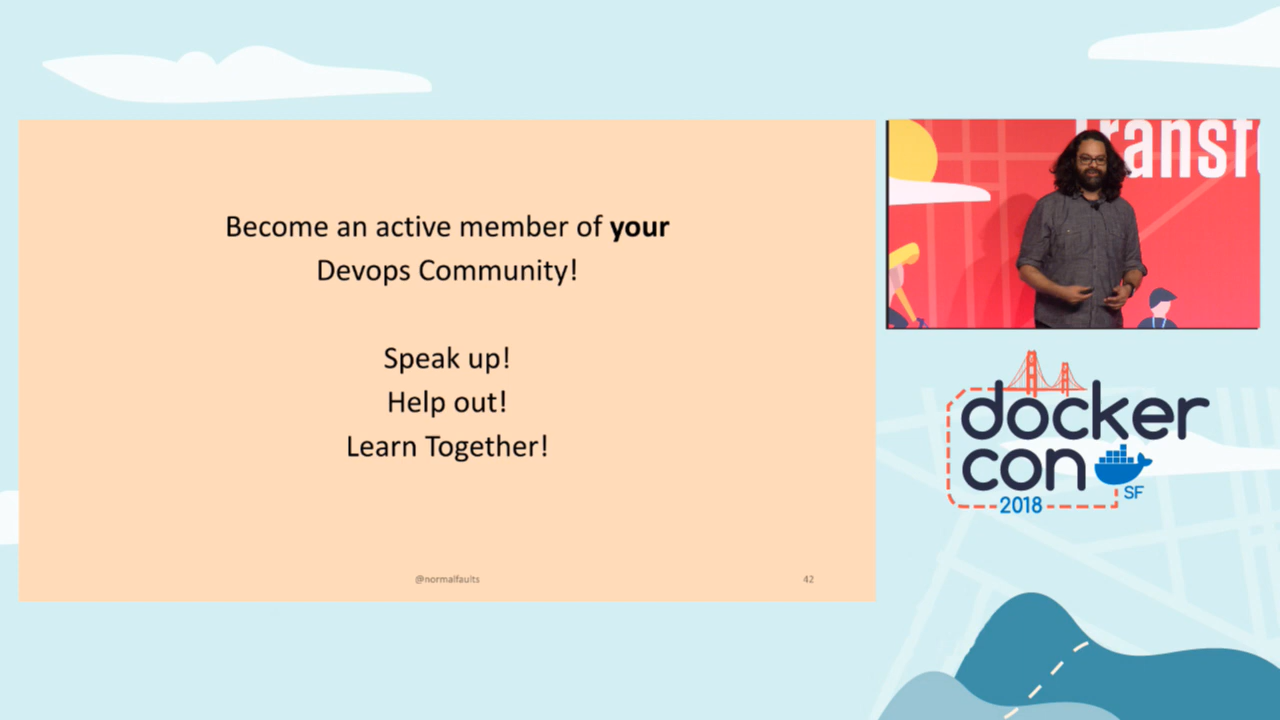 Become an active member of your
Devops Community!
Speak up!
Help out!
Learn Together!
@normalfaults
42
Transfo
docker
con
2018
SF